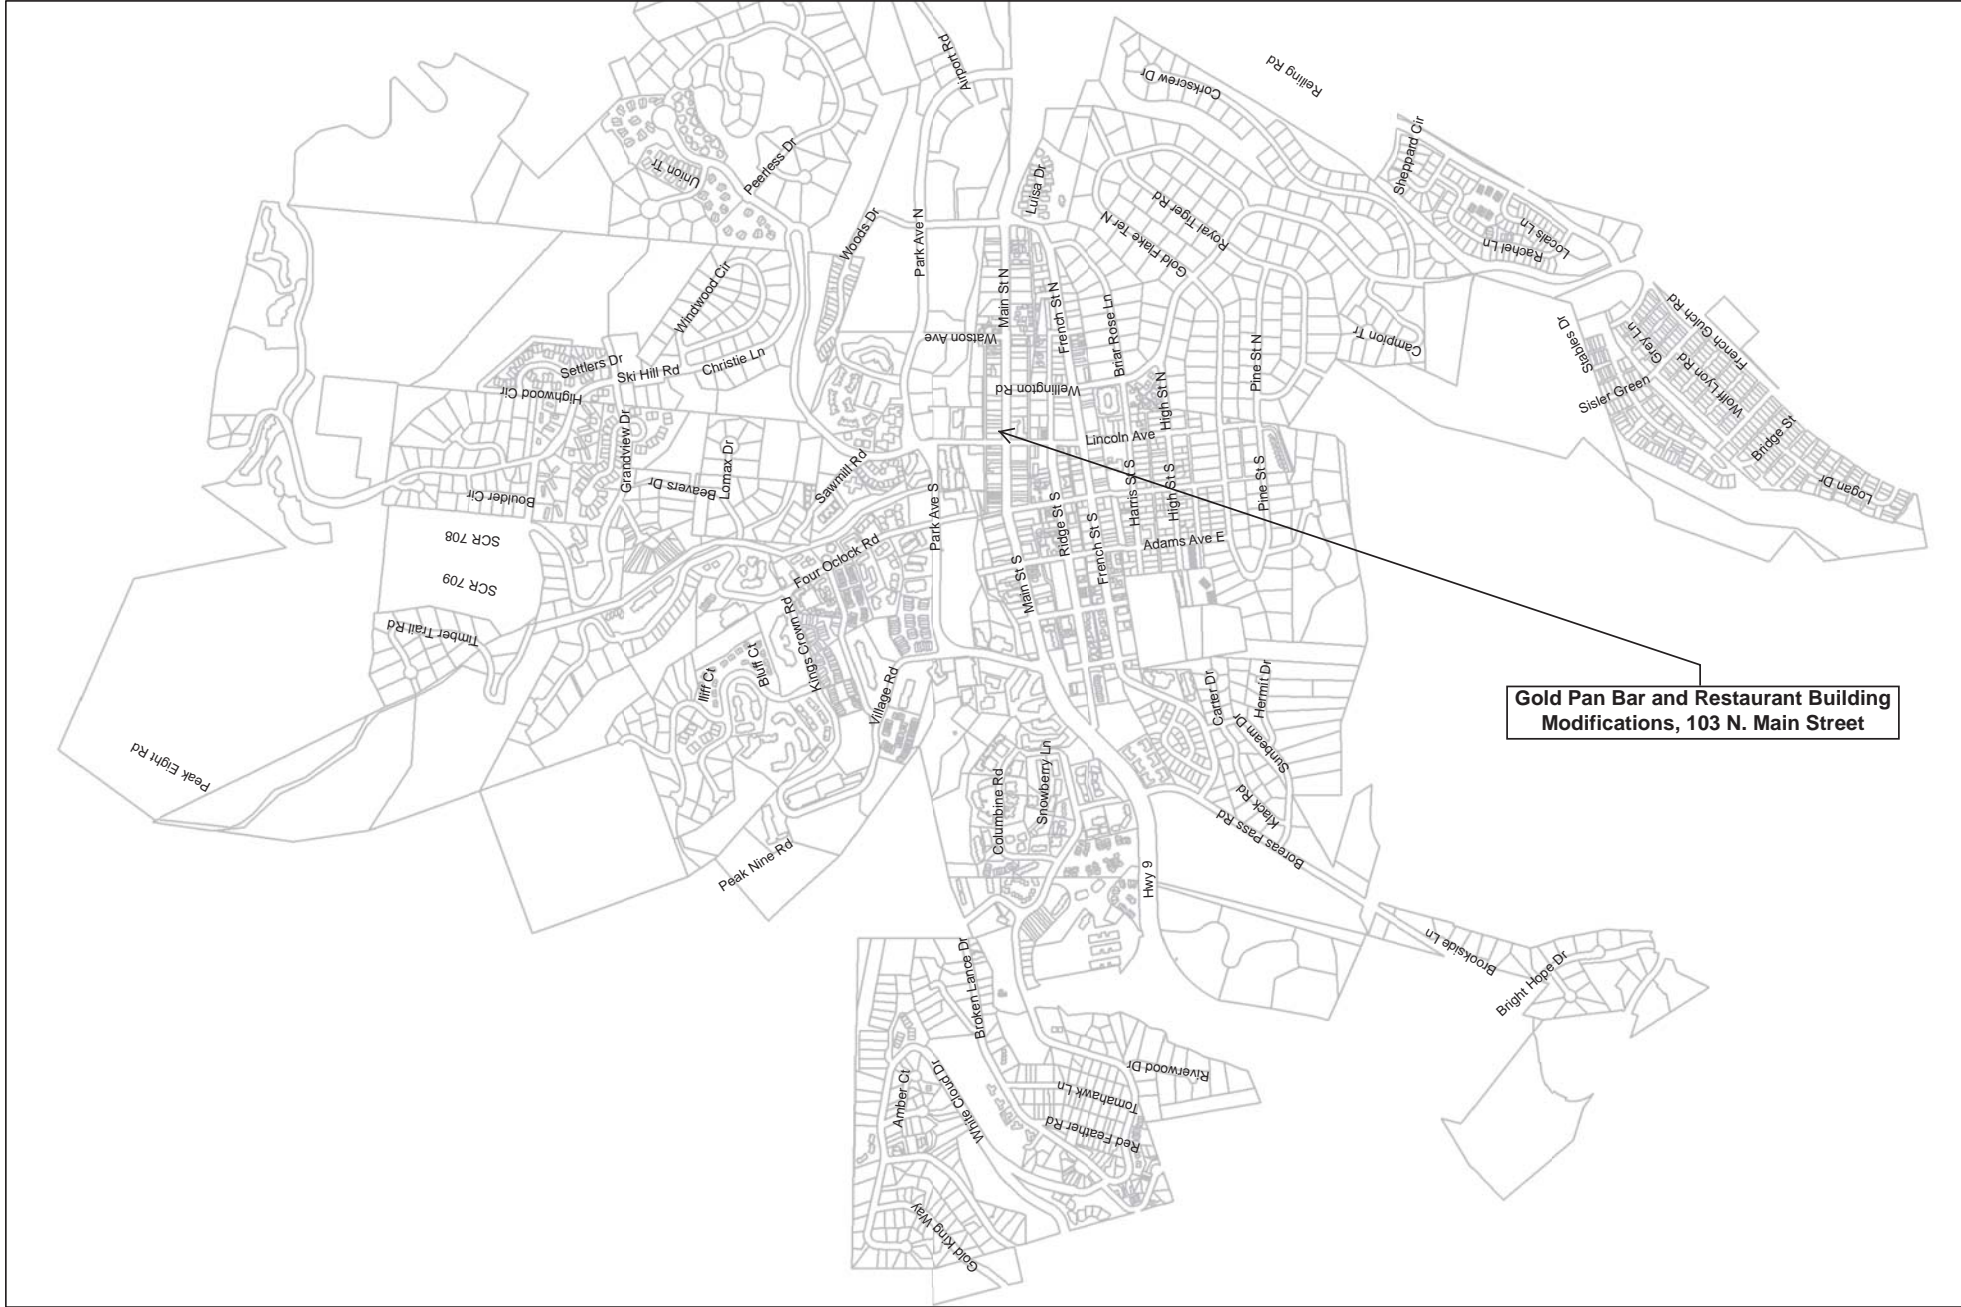 Airport Rd
Corkscrew Dr
Reiling Rd
Sheppard Cir
Union Tr
Peerless Dr
Luisa Dr
Royal Tiger Rd
Gold Flake Ter N
Locals Ln
Rachel Ln
Woods Dr
Park Ave N
Main St N
French St N
Windwood Cir
Watson Ave
Briar Rose Ln
Pine St N
Campion Tr
Stables Dr
Grey Ln
French Gulch Rd
Wolff Lyon Rd
Sisler Green
Bridge St
Logan Dr
Settlers Dr
Ski Hill Rd
Christie Ln
Highwood Cir
Wellington Rd
High St N
Lincoln Ave
Grandview Dr
Lomax Dr
Beavers Dr
Sawmill Rd
Boulder Cir
Park Ave S
Ridge St S
Harris St S
High St S
Pine St S
French St S
Adams Ave E
SCR 708
SCR 709
Four Oclock Rd
Main St S
Timber Trail Rd
Kings Crown Rd
Bluff Ct
Iliff Ct
Village Rd
Carter Dr
Hermit Dr
Sunbeam Dr
Gold Pan Bar and Restaurant Building
Modifications, 103 N. Main Street
Peak Eight Rd
Columbine Rd
Snowberry Ln
Klack Rd
Boreas Pass Rd
Peak Nine Rd
Hwy 9
Broken Lance Dr
Brookside Ln
Bright Hope Dr
Amber Ct
White Cloud Dr
Riverwood Dr
Tomahawk Ln
Red Feather Rd
Gold King Way